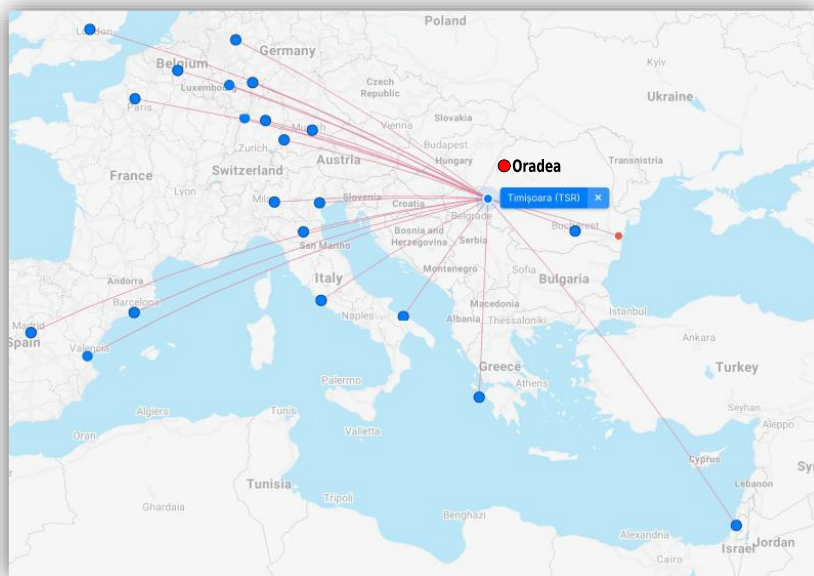 Poland
London
Germany
Belgium
Kyiv
Luxembourg
Czech
Republic
Ukraine
Paris
Slovakia
Vienna
Munich
Zurich
Budapest
Hungary
Oradea
Transnistria
Austria
Switzerland
France
Lyon
Slovenia
Croatia
Timișoara (TSR) ×
Belgrade
Bosnia and
Herzegovina
Serbia
Bucharest
San Marino
Montenegro
Sofia
Bulgaria
Andorra
Italy
Barcelona
Naples
Macedonia
Albania
Thessaloniki
Istanbul
Madrid
Spain
Valencia
Ankara
Greece
Athens
Turkey
Palermo
Seyhan
Algiers
Tunis
Oran
Valletta
Aleppo
Cyprus
Sy
Lebanon
Tunisia
Tripoli
Ghardaia
Benghazi
Alexandria
Cairo
Israel
Jordan